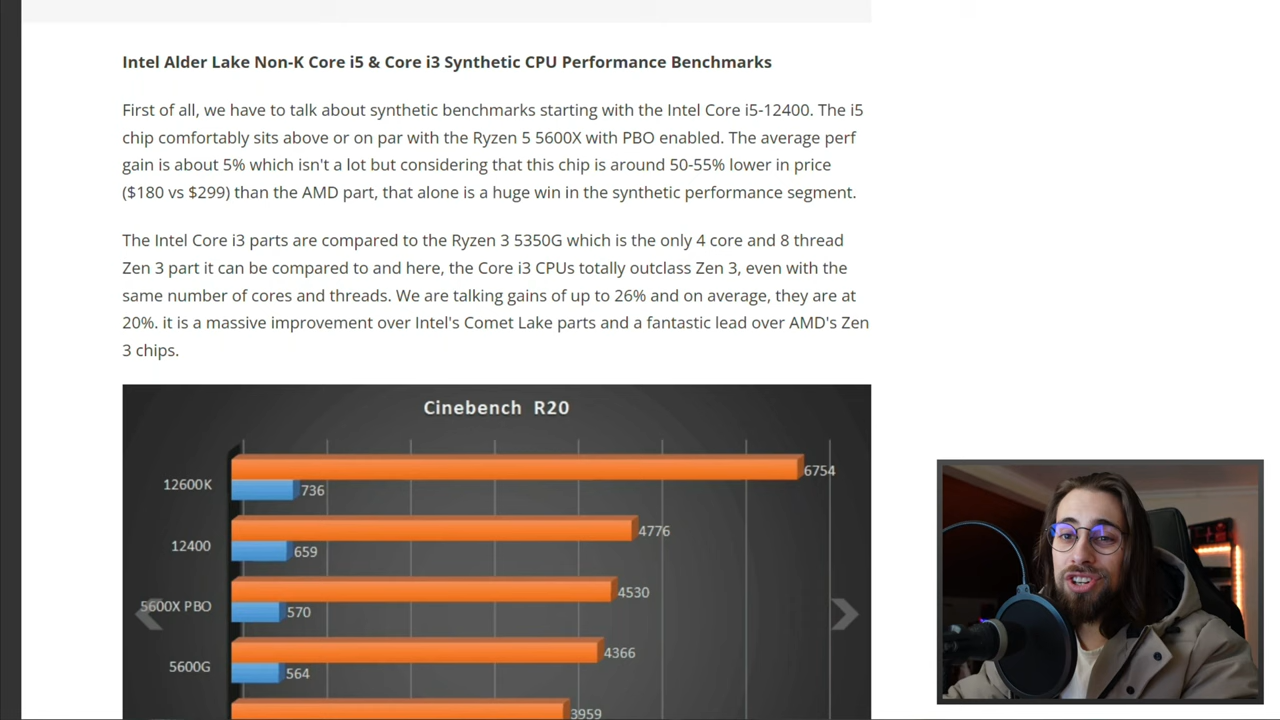 Intel Alder Lake Non-K Core i5 & Core i3 Synthetic CPU Performance Benchmarks
First of all, we have to talk about synthetic benchmarks starting with the Intel Core i5-12400. The i5
chip comfortably sits above or on par with the Ryzen 5 5600X with PBO enabled. The average perf
gain is about 5% which isn't a lot but considering that this chip is around 50-55% lower in price
($180 vs $299) than the AMD part, that alone is a huge win in the synthetic performance segment.
The Intel Core i3 parts are compared to the Ryzen 3 5350G which is the only 4 core and 8 thread
Zen 3 part it can be compared to and here, the Core i3 CPUs totally outclass Zen 3, even with the
same number of cores and threads. We are talking gains of up to 26% and on average, they are at
20%. it is a massive improvement over Intel's Comet Lake parts and a fantastic lead over AMD's Zen
3 chips.
Cinebench R20
12600K
6754
736
12400
4776
659
5600X PBO
4530
570
5600G
4366
564
3959